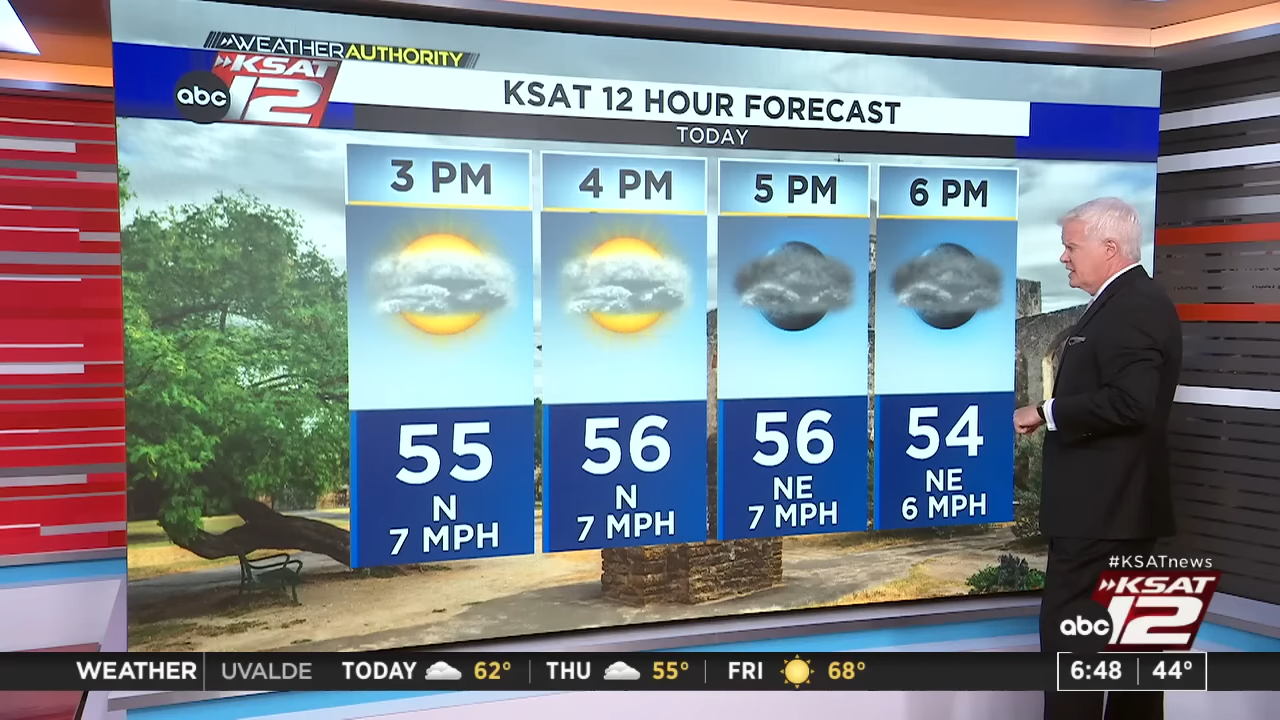 WEATHERAUTHORITY
KSAT
abc 12
KSAT 12 HOUR FORECAST
TODAY
3 PM
4 PM
5 PM
6 PM
55
N
7 MPH
56
N
7 MPH
56
NE
7 MPH
54
NE
6 MPH
#KSATnews
KSAT
abc 12
WEATHER UVALDE TODAY 62° THU 55° FRI 68° 6:48 44°